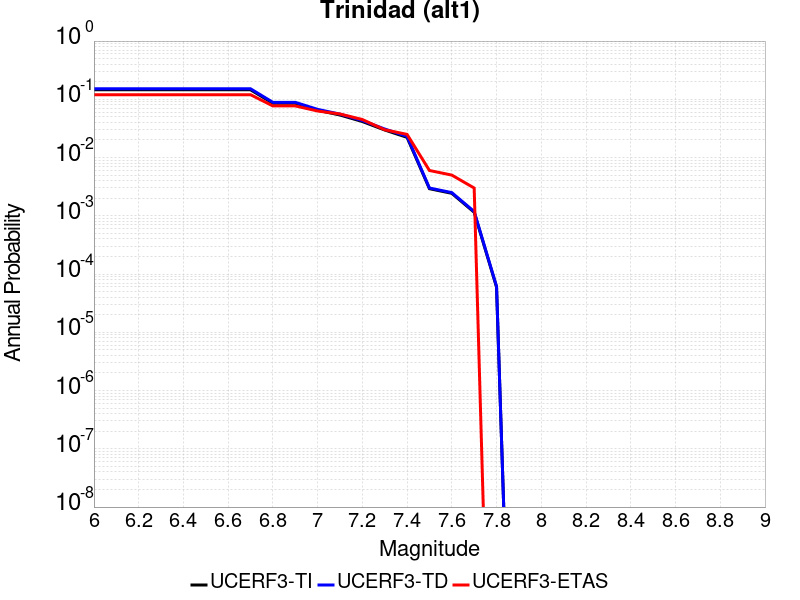 Trinidad (alt1)
10^0
10^-1
10^-2
10^-3
10^-4
10^-5
10^-6
10^-7
10^-8
Annual Probability
6 6.2 6.4 6.6 6.8 7 7.2 7.4 7.6 7.8 8 8.2 8.4 8.6 8.8 9
Magnitude
UCERF3-TI UCERF3-TD UCERF3-ETAS